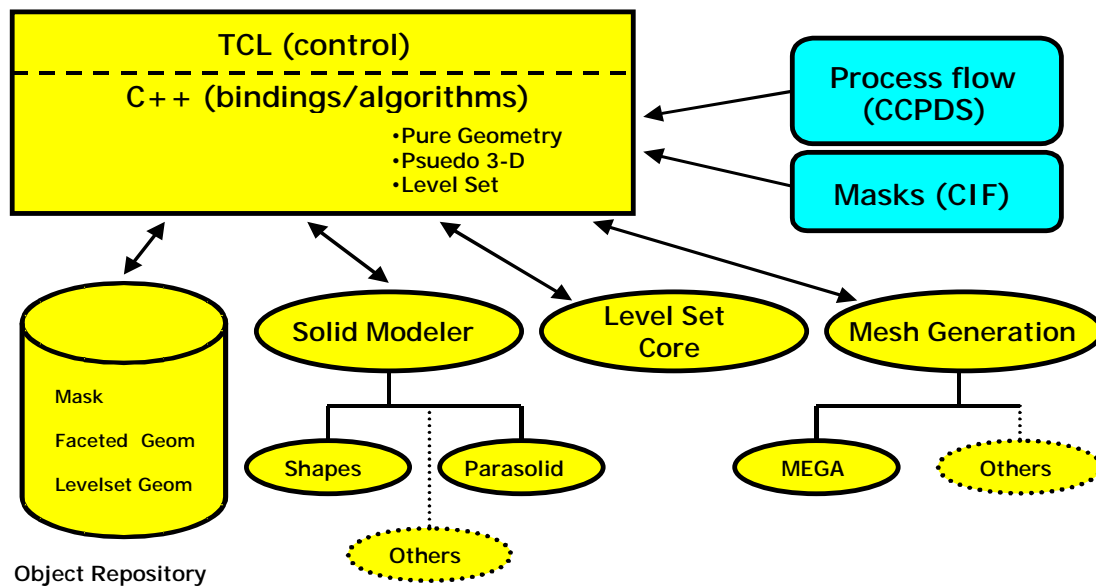 TCL (control)
C++ (bindings/algorithms)
•Pure Geometry
•Psuedo 3-D
•Level Set
Process flow
(CCPDS)
Masks (CIF)
Solid Modeler
Level Set
Core
Mesh Generation
Mask
Faceted Geom
Levelset Geom
Shapes
Parasolid
MEGA
Others
Others
Object Repository